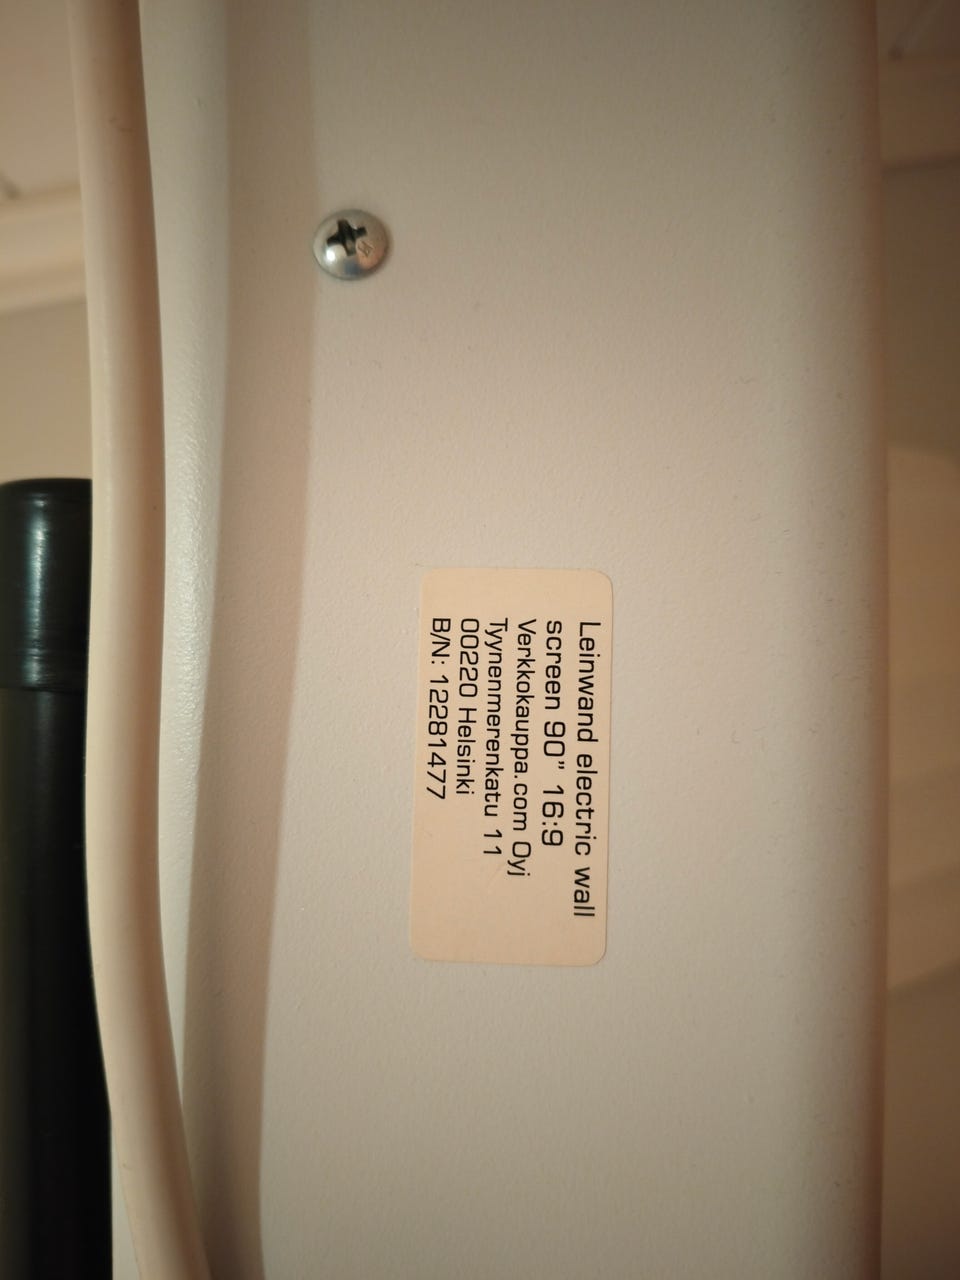 Leinwand electric wall
screen 90" 16:9
Verkkokauppa.com Oyj
Tyynenmerenkatu 11
00220 Helsinki
B/N: 12281477